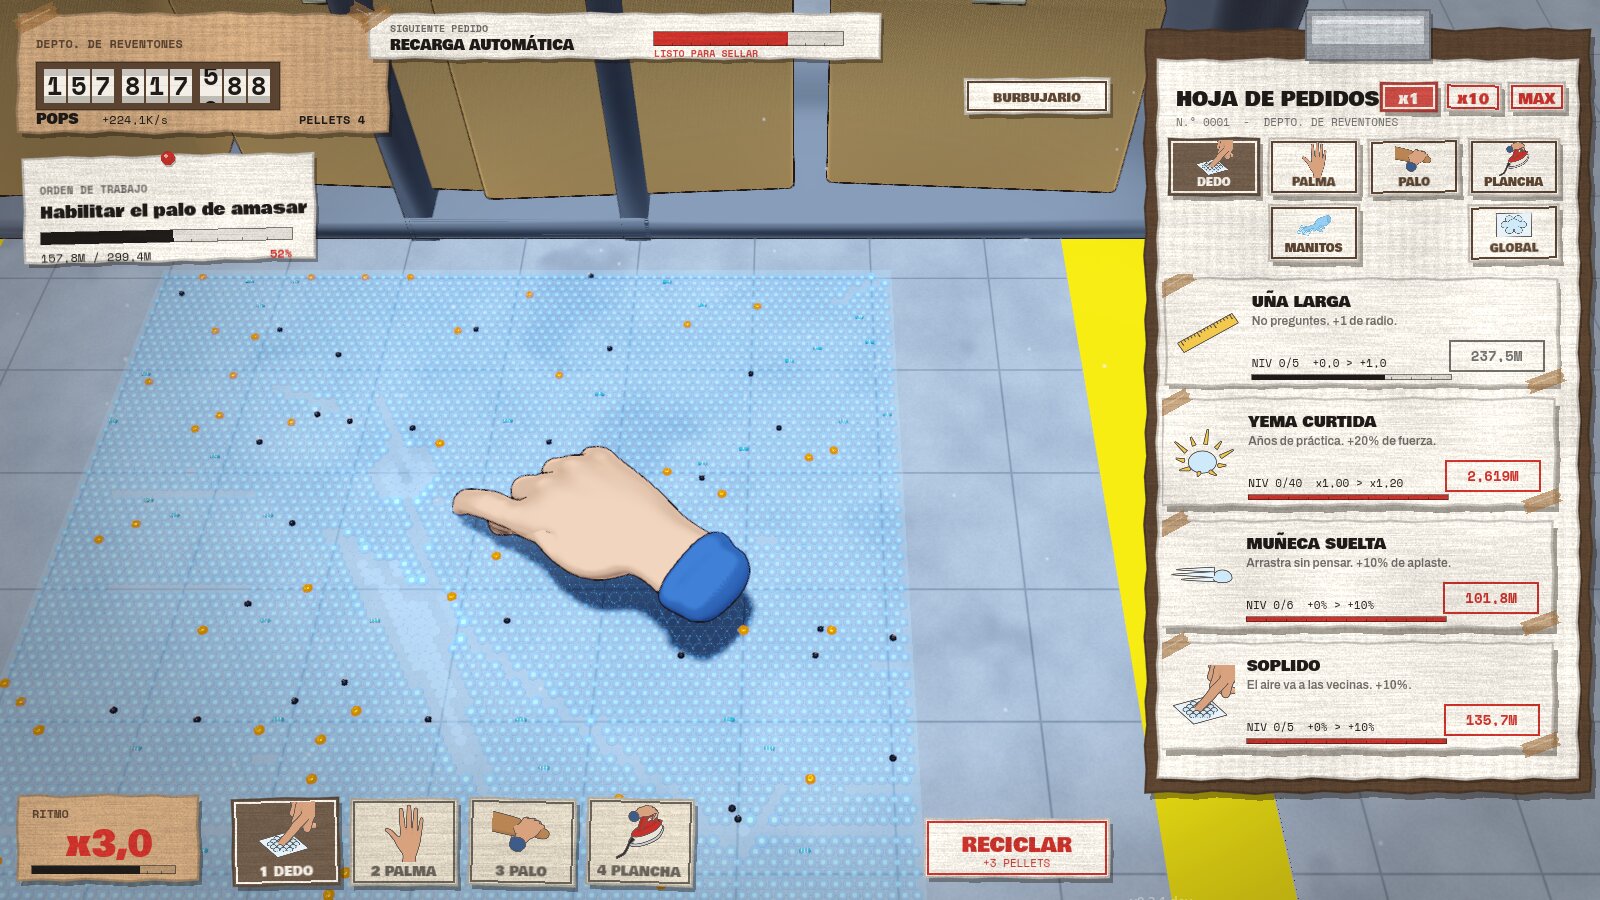 DEPTO. DE REVENTONES
157 817 588
POPS +224,1K/s PELLETS 4
SIGUIENTE PEDIDO
RECARGA AUTOMÁTICA
LISTO PARA SELLAR
ORDEN DE TRABAJO
Habilitar el palo de amasar
157,8M / 299,4M 52%
BURBUJARIO
HOJA DE PEDIDOS x1 x10 MAX
N.° 0001 - DEPTO. DE REVENTONES
DEDO PALMA PALO PLANCHA
MANITOS GLOBAL
UÑA LARGA
No preguntes. +1 de radio.
NIV 0/5 +0,0 > +1,0
237,5M
YEMA CURTIDA
Años de práctica. +20% de fuerza.
NIV 0/40 x1,00 > x1,20
2,619M
MUÑECA SUELTA
Arrastra sin pensar. +10% de aplaste.
NIV 0/6 +0% > +10%
101,8M
SOPLIDO
El aire va a las vecinas. +10%.
NIV 0/5 +0% > +10%
135,7M
RITMO
x3,0
1 DEDO 2 PALMA 3 PALO 4 PLANCHA
RECICLAR
+3 PELLETS